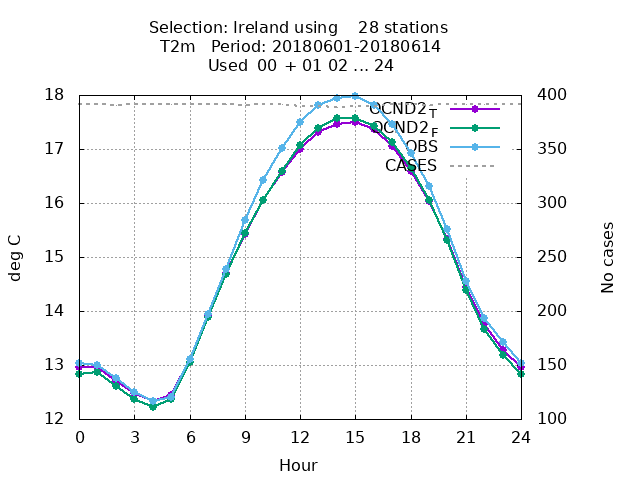 Selection: Ireland using    28 stations
T2m   Period: 20180601-20180614
Used  00 + 01 02 ... 24
18 400
OCND2 T
OCND2 F
17 OBS 350
CASES
16 300
15 250
deg C
No cases
14 200
13 150
12 100
0 3 6 9 12 15 18 21 24
Hour